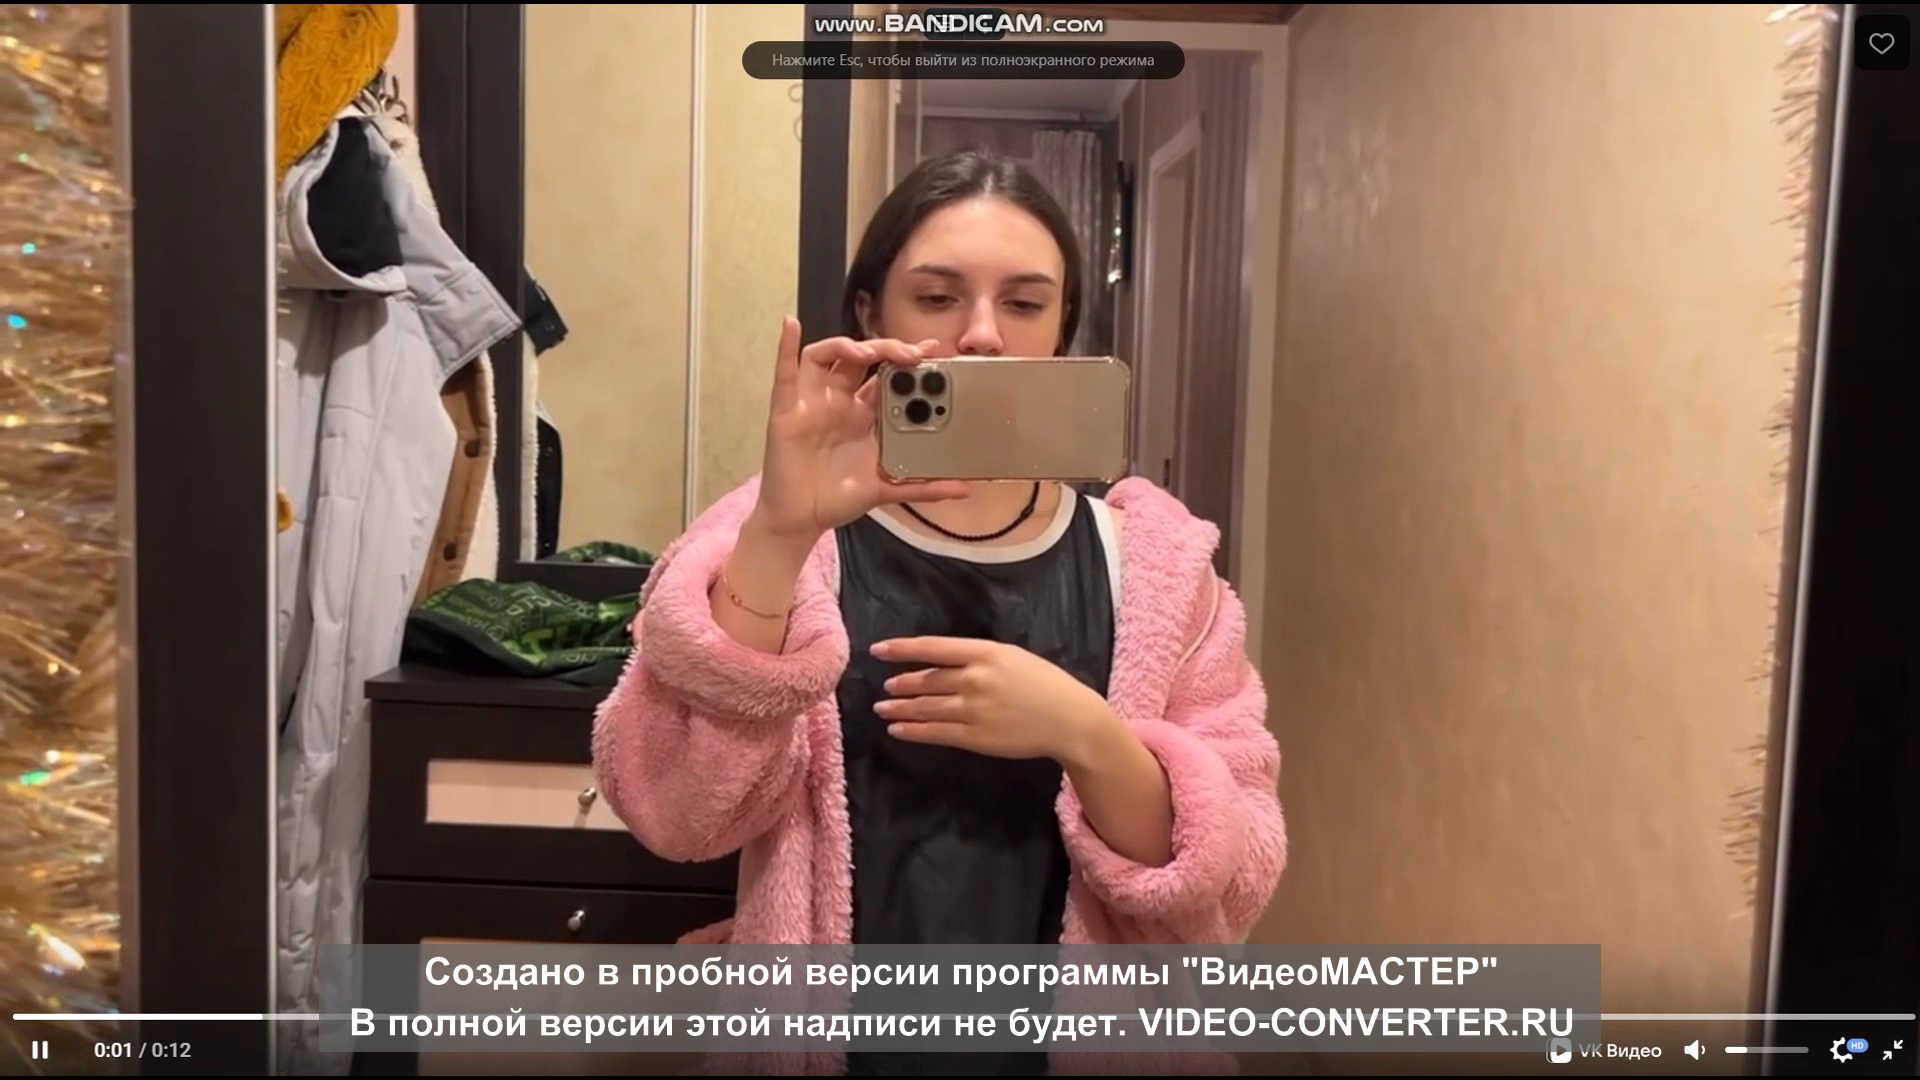 www.BANDICAM.com
Нажмите Esc, чтобы выйти из полноэкранного режима
Создано в пробной версии программы "ВидеоМАСТЕР"
В полной версии этой надписи не будет. VIDEO-CONVERTER.RU
0:01 / 0:12
VK Видео
HD